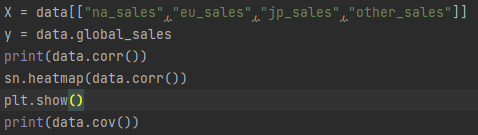 X = data[["na_sales","eu_sales","jp_sales","other_sales"]]
y = data.global_sales
print(data.corr())
sn.heatmap(data.corr())
plt.show()
print(data.cov())